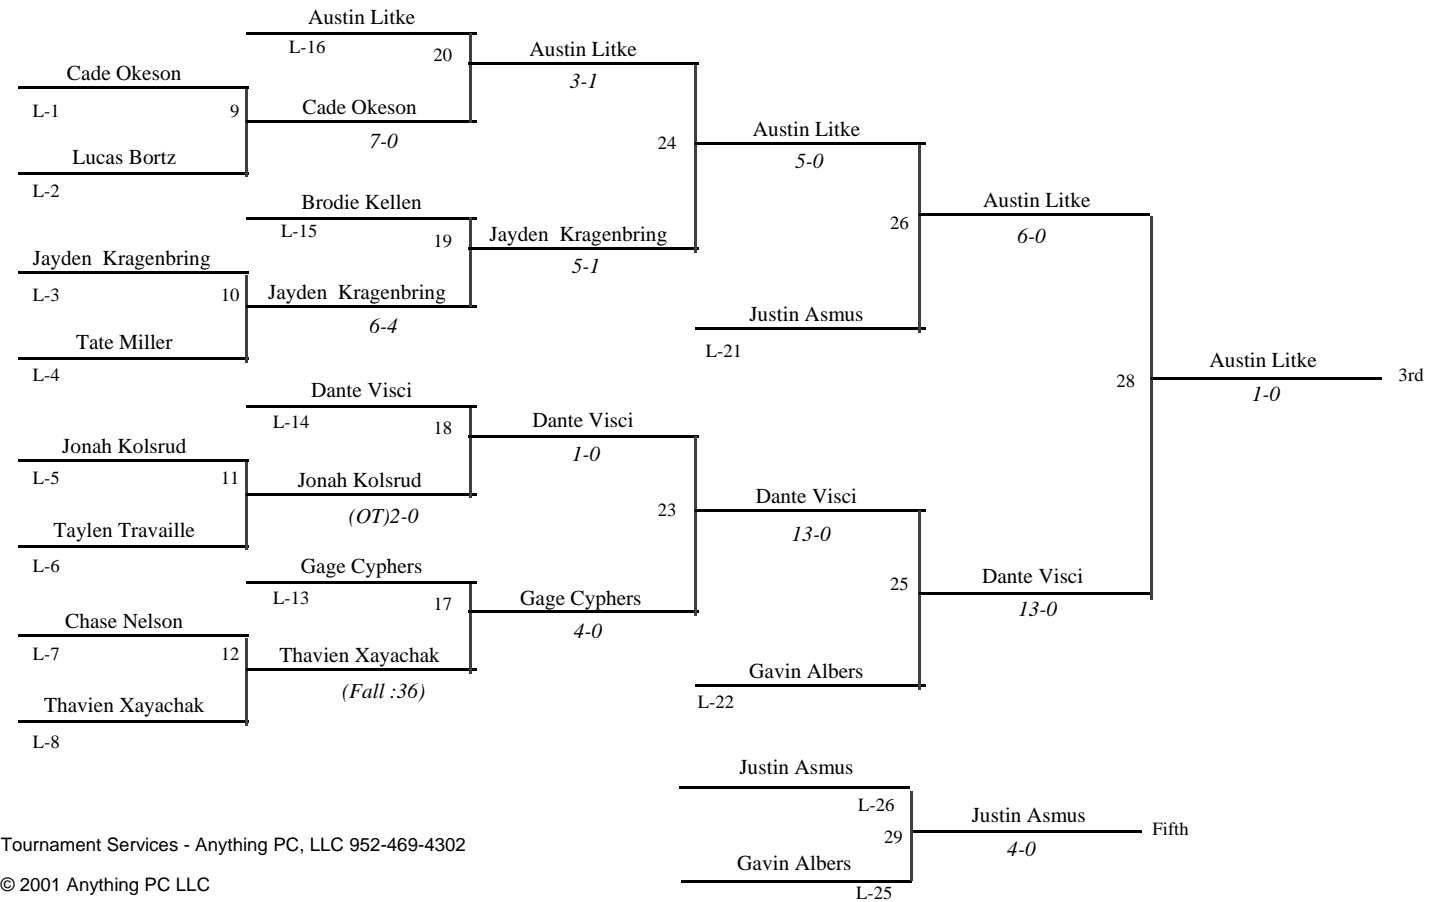 Austin Litke
L-16
20
Austin Litke
3-1
Cade Okeson
L-1
9
Cade Okeson
7-0
Lucas Bortz
L-2
24
Austin Litke
5-0
Brodie Kellen
L-15
19
Jayden Kragenbring
5-1
Jayden Kragenbring
L-3
10
Jayden Kragenbring
6-4
Tate Miller
L-4
26
Austin Litke
6-0
Justin Asmus
L-21
28
Austin Litke
1-0
3rd
Dante Visci
L-14
18
Dante Visci
1-0
Jonah Kolsrud
L-5
11
Jonah Kolsrud
(OT)2-0
Taylen Travaille
L-6
23
Dante Visci
13-0
Gage Cyphers
L-13
17
Gage Cyphers
4-0
Chase Nelson
L-7
12
Thavien Xayachak
(Fall :36)
Thavien Xayachak
L-8
25
Dante Visci
13-0
Gavin Albers
L-22
Justin Asmus
L-26
29
Justin Asmus
4-0
Fifth
Gavin Albers
L-25
Tournament Services - Anything PC, LLC 952-469-4302
© 2001 Anything PC LLC